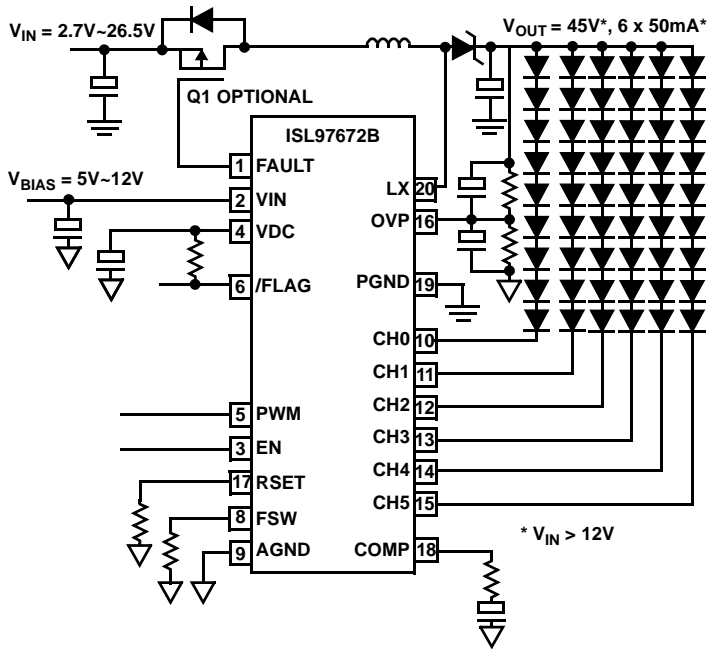 V_IN = 2.7V~26.5V
V_OUT = 45V*, 6 x 50mA*
Q1 OPTIONAL
ISL97672B
1 FAULT
LX 20
V_BIAS = 5V~12V
2 VIN
OVP 16
4 VDC
6 /FLAG
PGND 19
CH0 10
CH1 11
5 PWM
CH2 12
3 EN
CH3 13
17 RSET
CH4 14
8 FSW
CH5 15
* V_IN > 12V
9 AGND
COMP 18